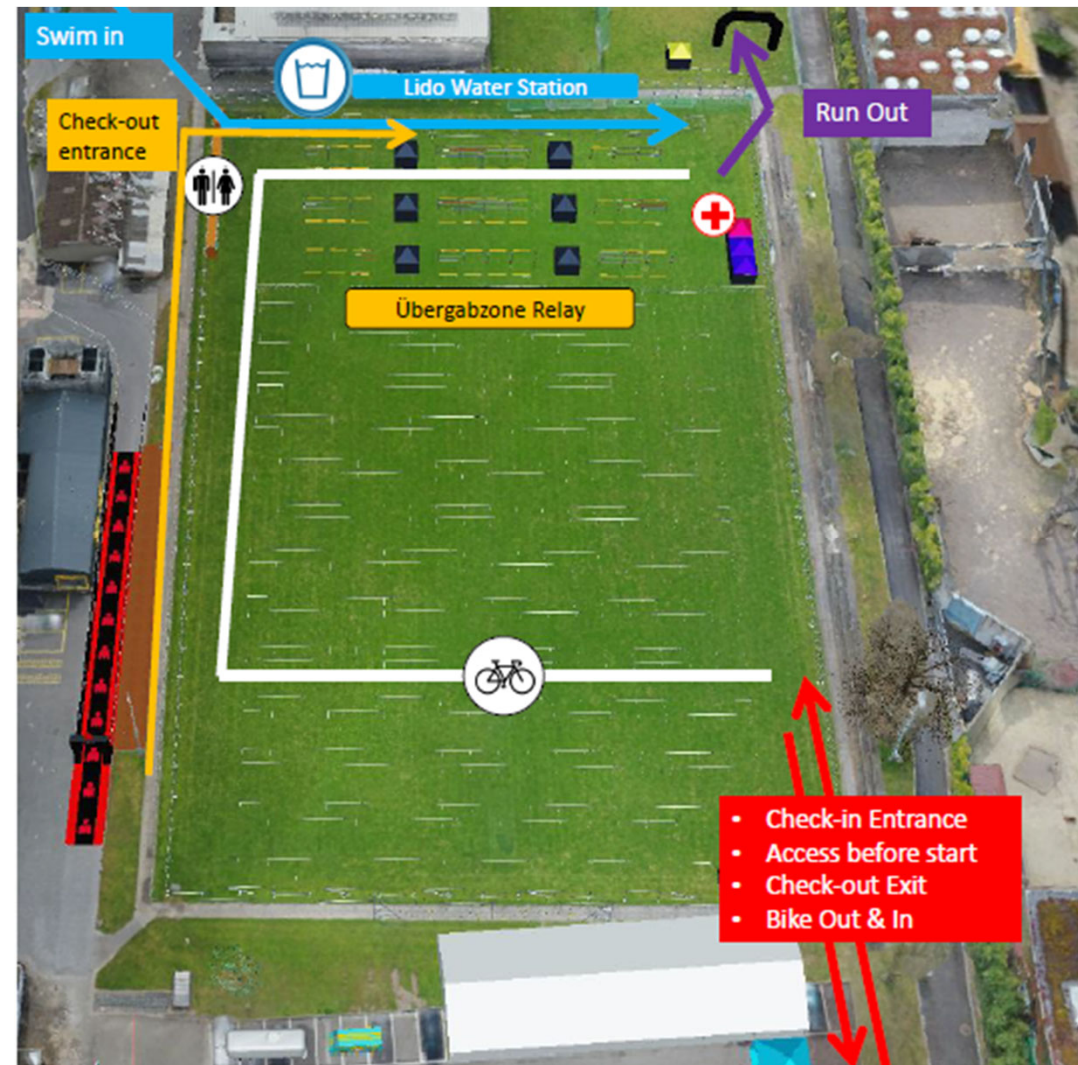 Swim in
Lido Water Station
Check-out
entrance
Run Out
Übergabzone Relay
• Check-in Entrance
• Access before start
• Check-out Exit
• Bike Out & In